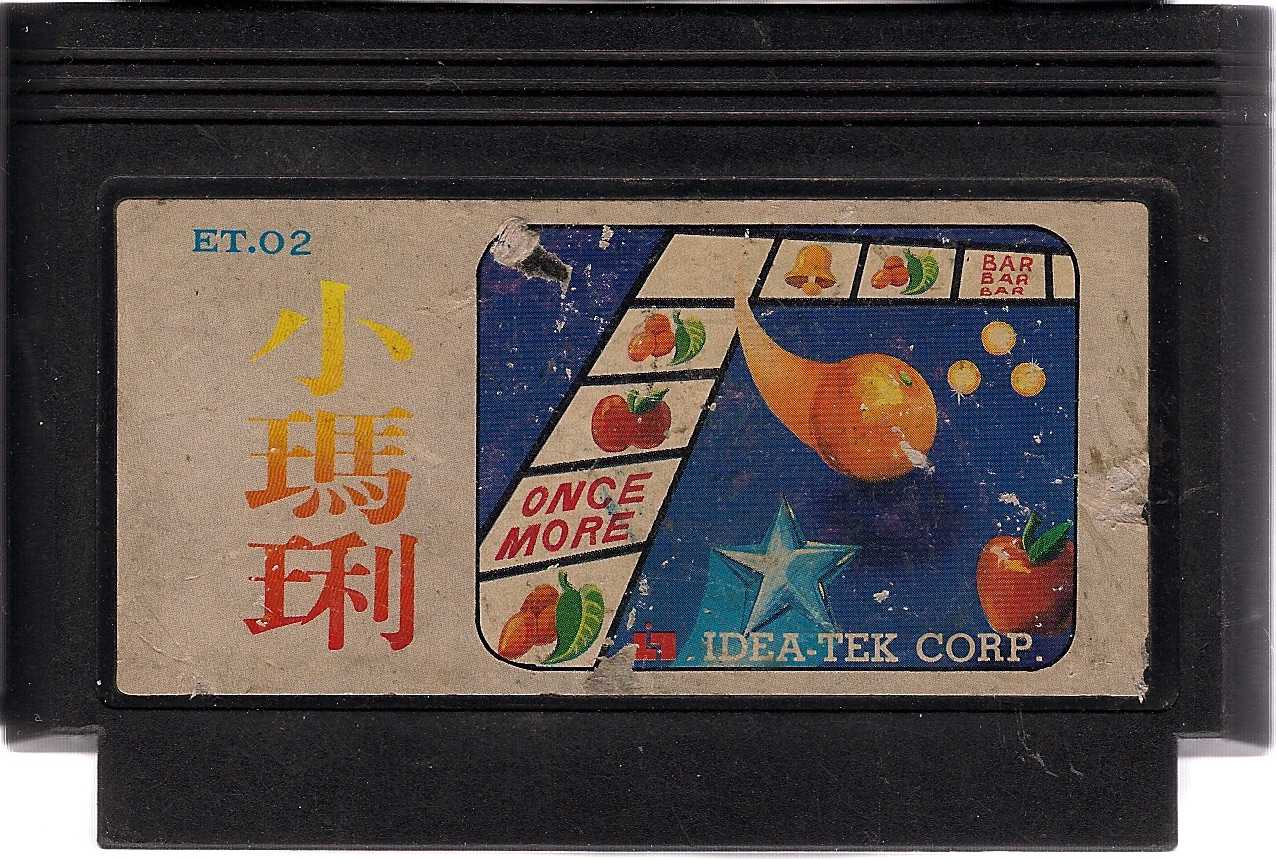 ET.02
小
瑪
琍
BAR
BAR
BAR
ONCE
MORE
IDEA-TEK CORP.